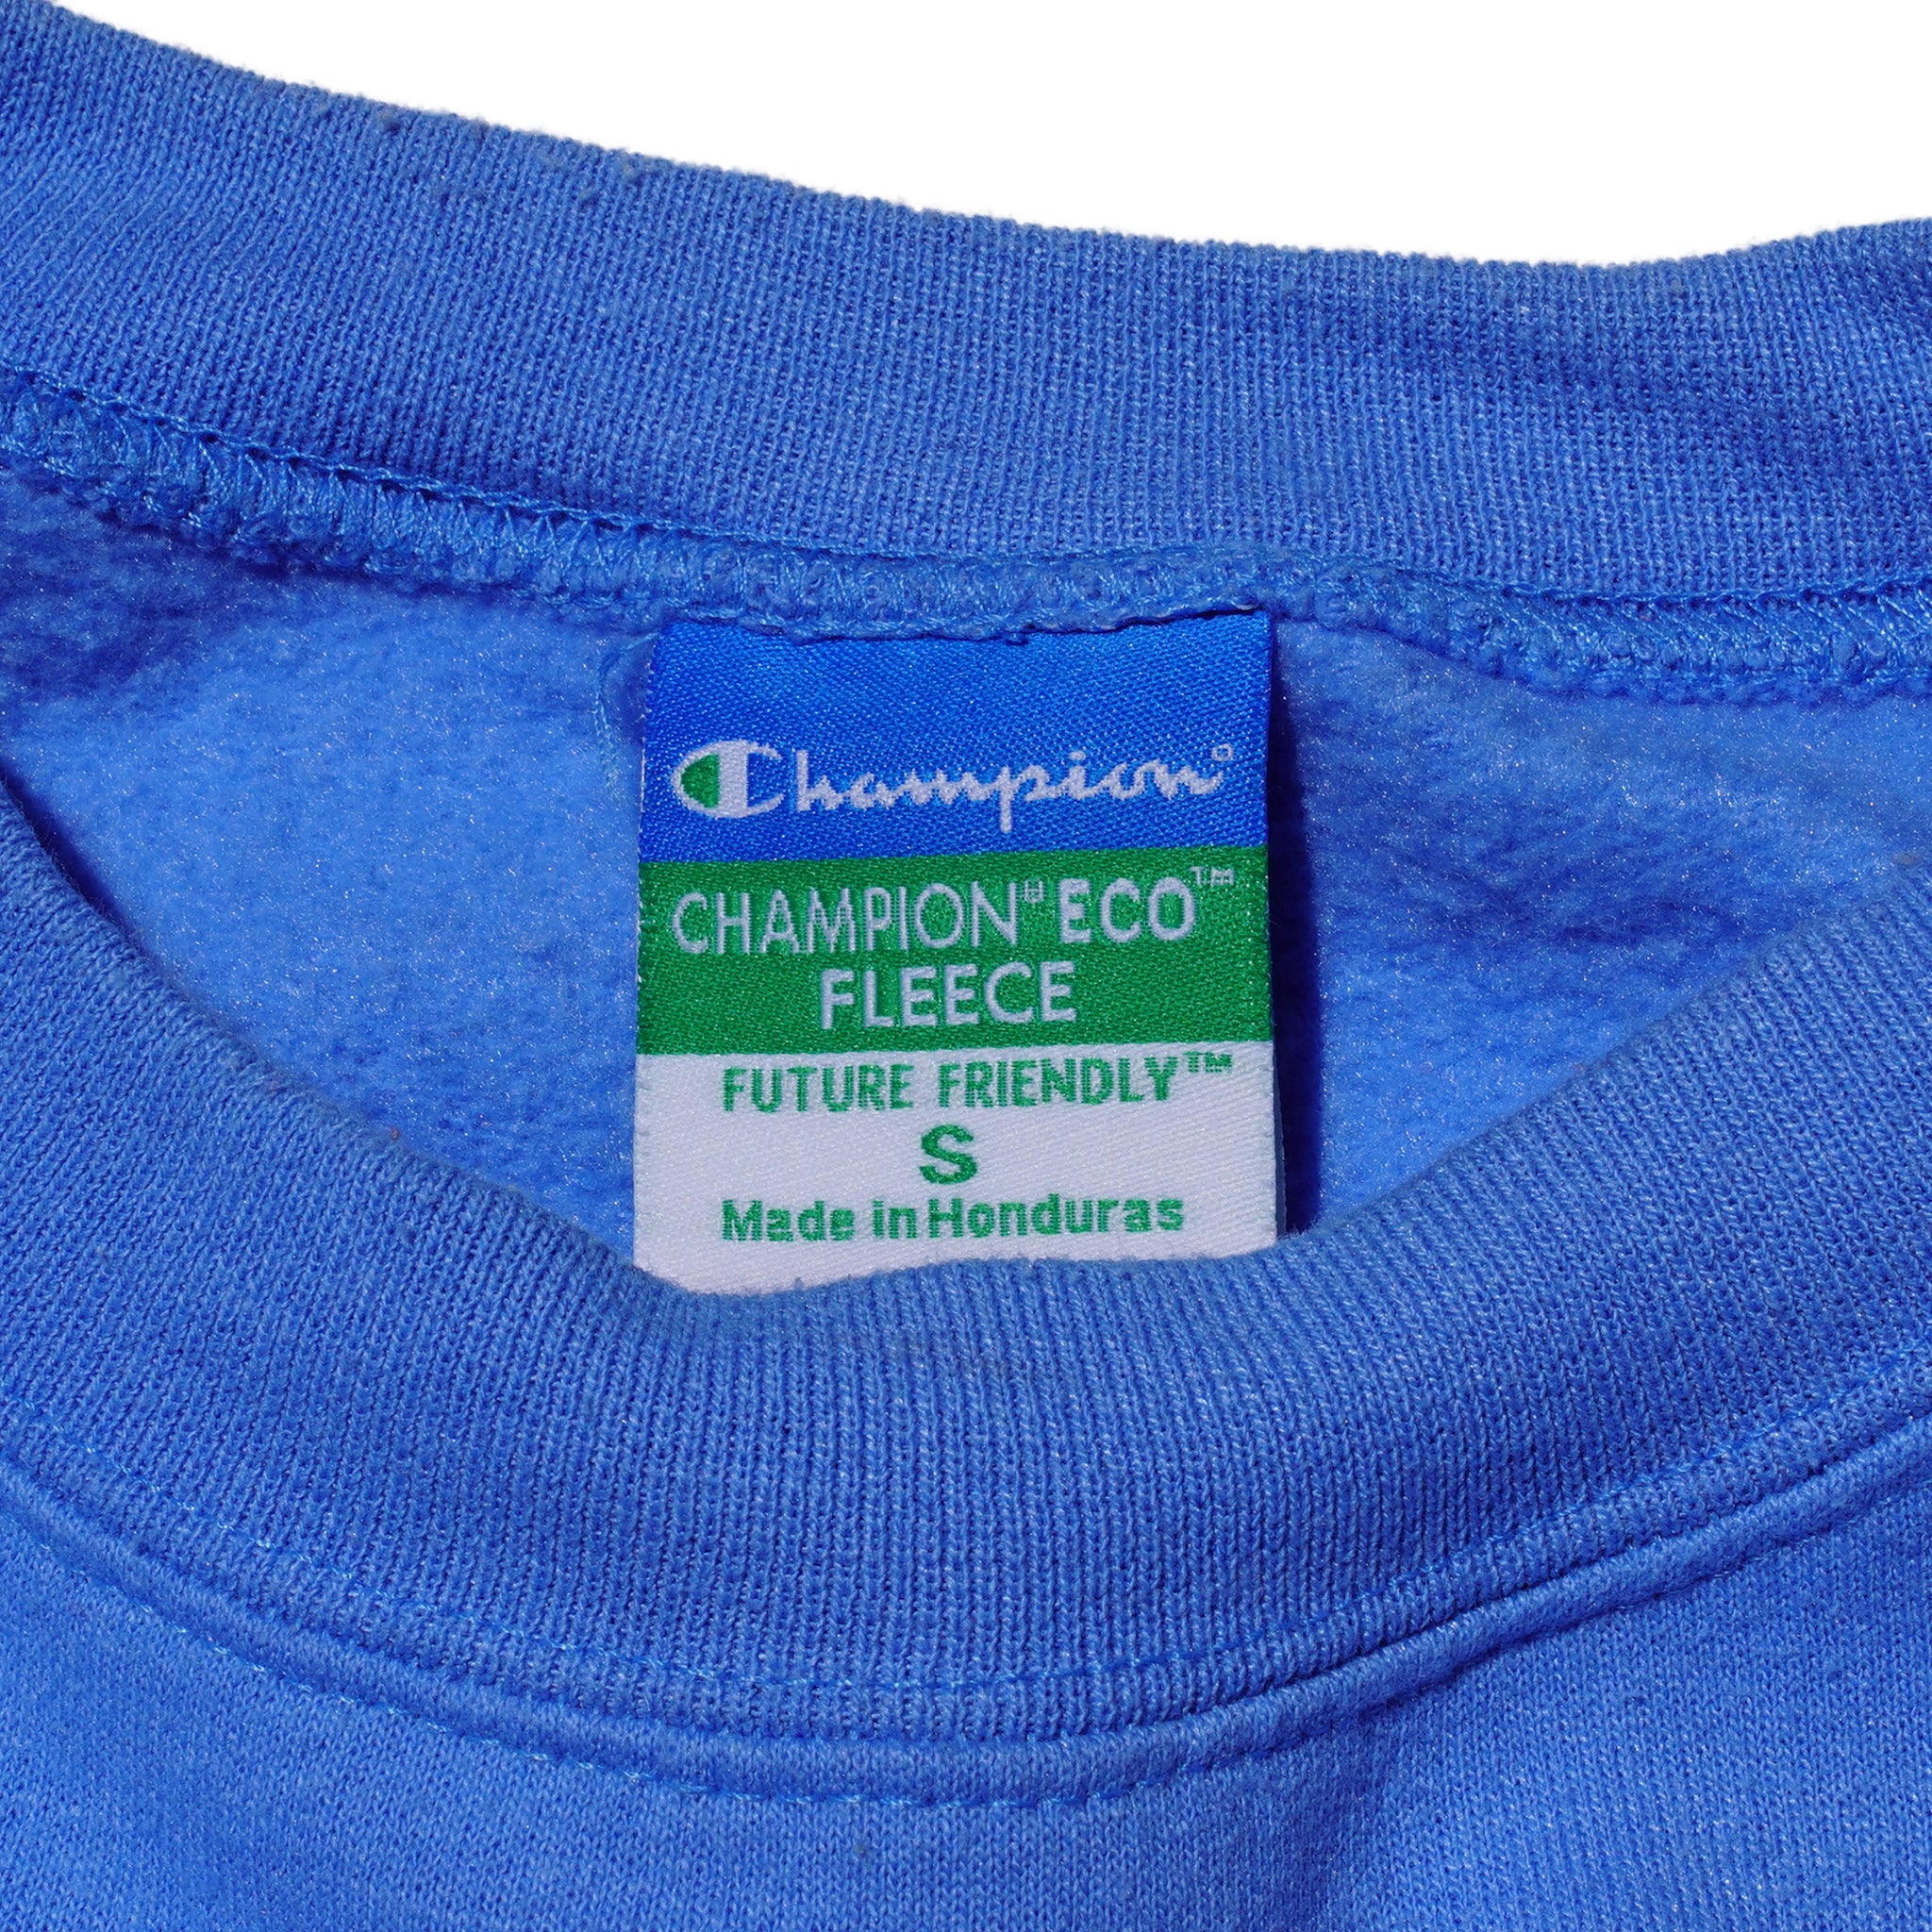 Champion®
CHAMPION® ECO™
FLEECE
FUTURE FRIENDLY™
S
Made in Honduras